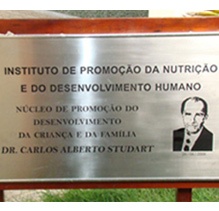 INSTITUTO DE PROMOÇÃO DA NUTRIÇÃO
E DO DESENVOLVIMENTO HUMANO
NÚCLEO DE PROMOÇÃO DO
DESENVOLVIMENTO
DA CRIANÇA E DA FAMÍLIA
DR. CARLOS ALBERTO STUDART